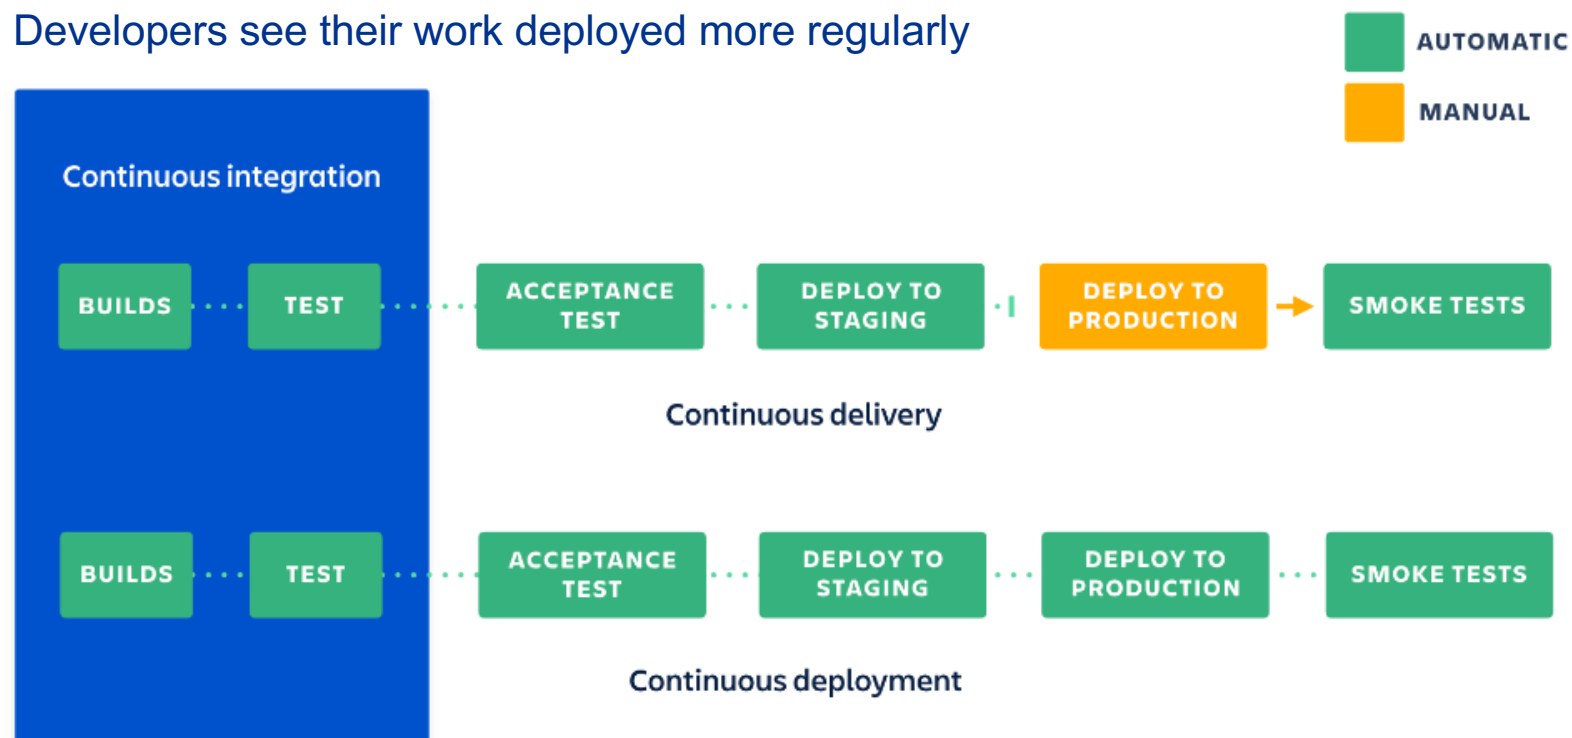 Developers see their work deployed more regularly
AUTOMATIC
MANUAL
Continuous integration
BUILDS
TEST
ACCEPTANCE
TEST
DEPLOY TO
STAGING
DEPLOY TO
PRODUCTION
SMOKE TESTS
Continuous delivery
BUILDS
TEST
ACCEPTANCE
TEST
DEPLOY TO
STAGING
DEPLOY TO
PRODUCTION
SMOKE TESTS
Continuous deployment